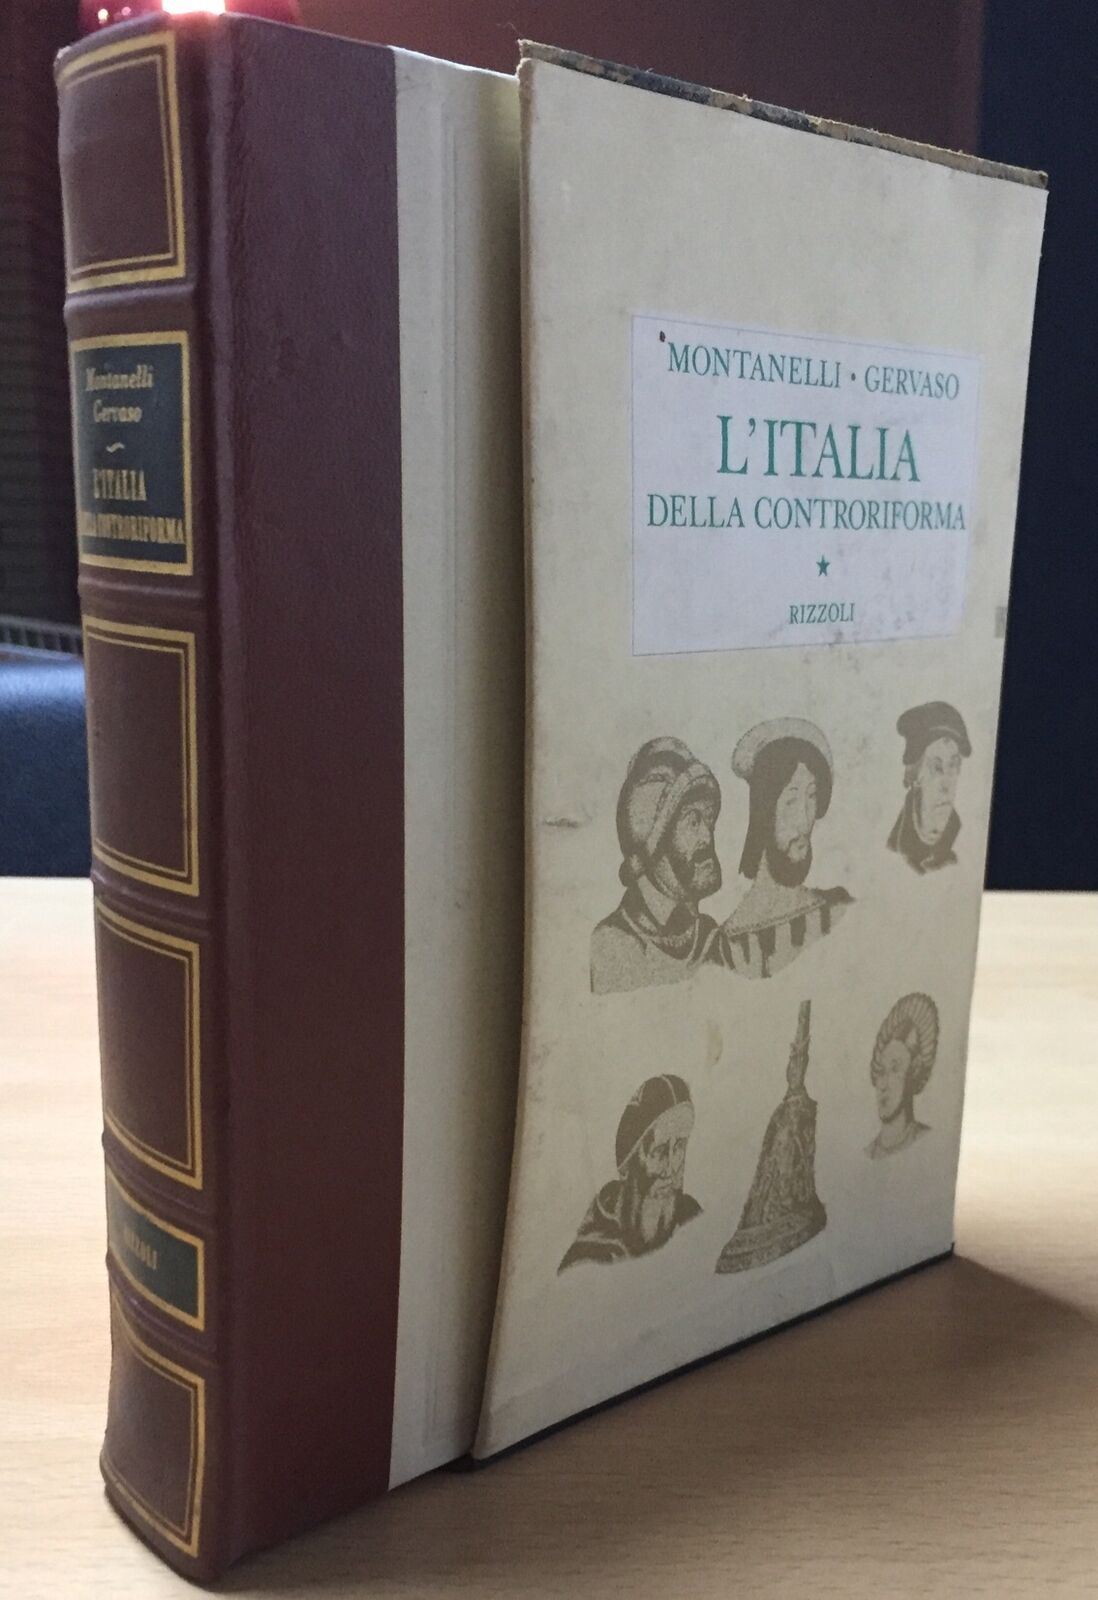 Montanelli
Gervaso
L'ITALIA
DELLA CONTRORIFORMA
RIZZOLI
MONTANELLI · GERVASO
L'ITALIA
DELLA CONTRORIFORMA
★
RIZZOLI